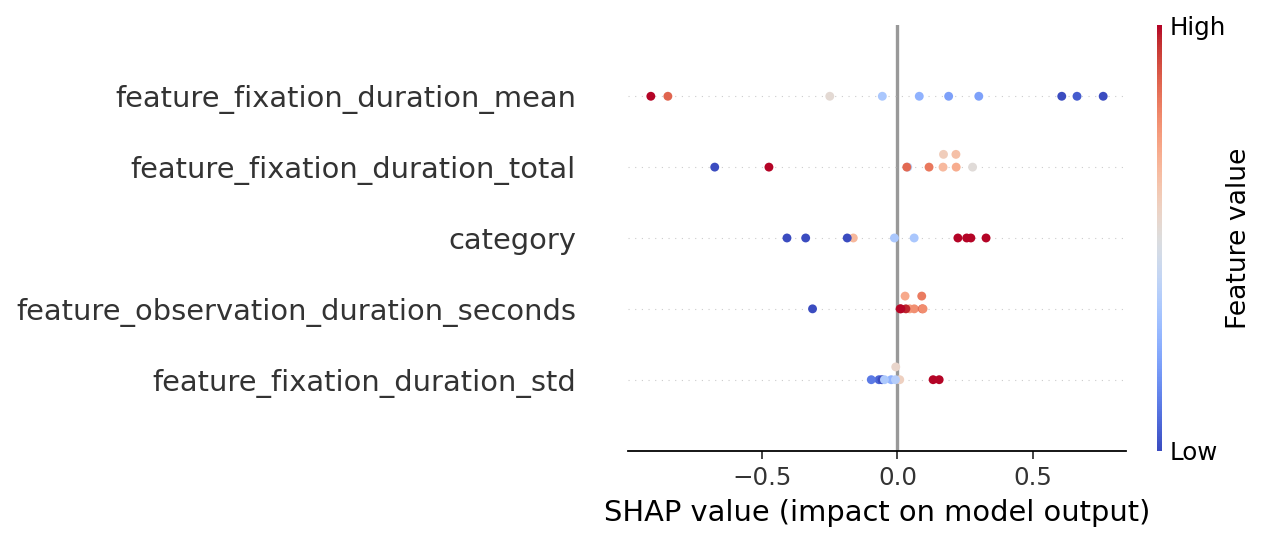 High
feature_fixation_duration_mean
feature_fixation_duration_total
category
feature_observation_duration_seconds
feature_fixation_duration_std
Feature value
Low
−0.5 0.0 0.5
SHAP value (impact on model output)